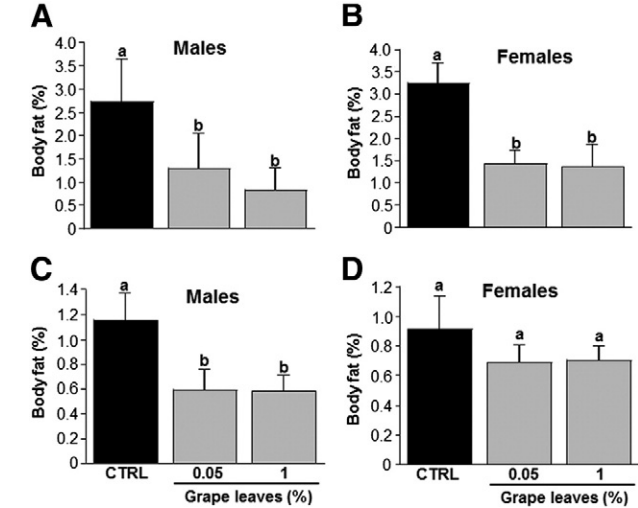 A
Males
Body fat (%)
4.0
3.5
3.0
2.5
2.0
1.5
1.0
0.5
0
a
b
b
B
Females
Body fat (%)
4.0
3.5
3.0
2.5
2.0
1.5
1.0
0.5
0
a
b
b
C
Males
Body fat (%)
1.4
1.2
1.0
0.8
0.6
0.4
0.2
0
a
b
b
CTRL 0.05 1
Grape leaves (%)
D
Females
Body fat (%)
1.2
1.0
0.8
0.6
0.4
0.2
0
a
a
a
CTRL 0.05 1
Grape leaves (%)